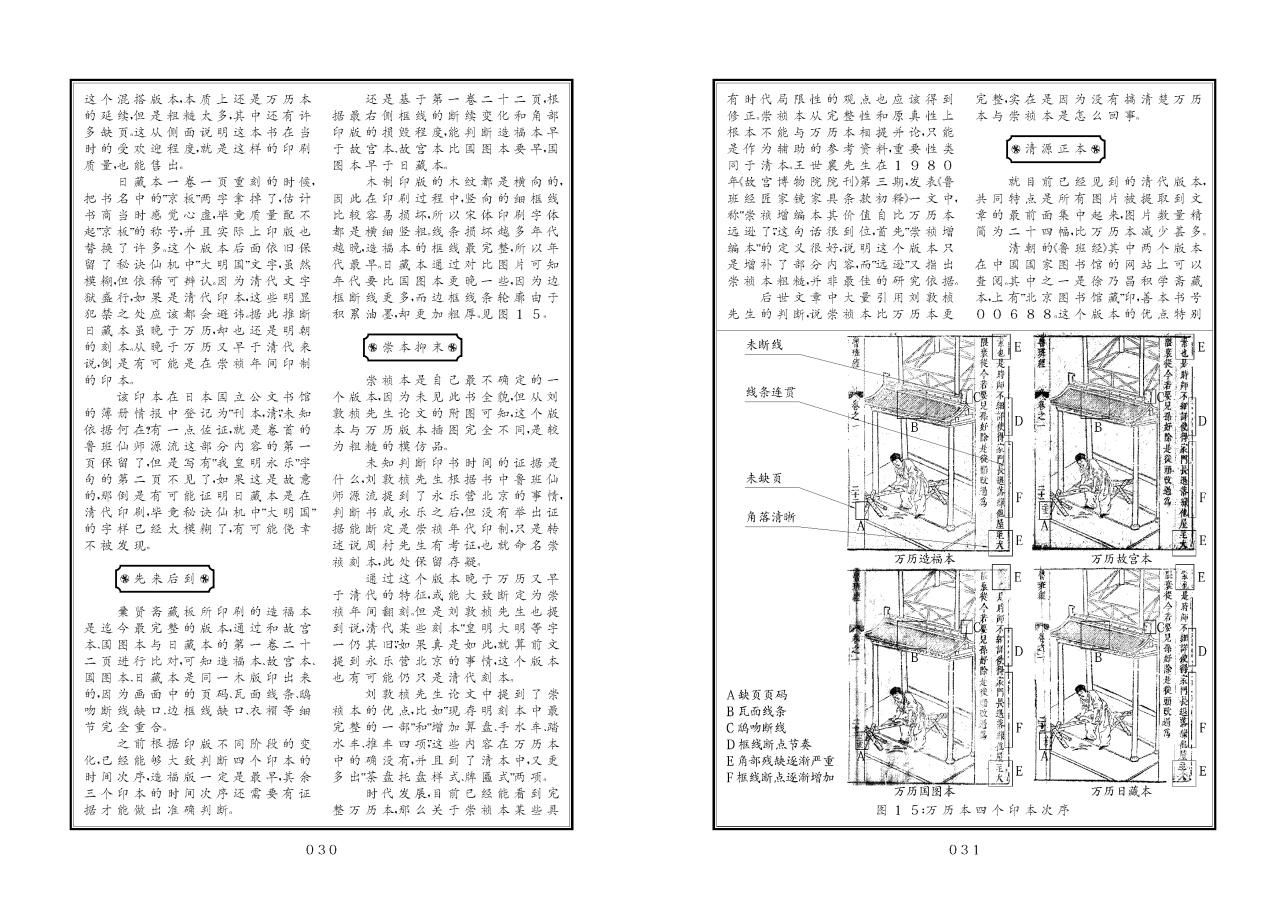 这个混搭版本,本质上还是万历本
的延续,但是粗糙太多,其中还有许
多缺页。这从侧面说明这本书在当
时的受欢迎程度,就是这样的印刷
质量,也能售出。
日藏本一卷一页重刻的时候,
把书名中的"京板"两字拿掉了,估计
书商当时感觉心虚,毕竟质量配不
起"京板"的称号,并且实际上印版也
替换了许多。这个版本后面依旧保
留了秘诀仙机中"大明国"文字,虽然
模糊,但依稀可辨认。因为清代文字
狱盛行,如果是清代印本,这些明显
犯禁之处应该都会避讳。据此推断
日藏本虽晚于万历,却也还是明朝
的刻本。从晚于万历又早于清代来
说,倒是有可能是在崇祯年间印制
的印本。
该印本在日本国立公文书馆
的薄册情报中登记为"刊本,清",未知
依据何在?有一点佐证,就是卷首的
鲁班仙师源流这部分内容的第一
页保留了,但是写有"我皇明永乐"字
向的第二页不见了,如果这是故意
的,那倒是有可能证明日藏本是在
清代印刷,毕竟秘诀仙机中"大明国"
的字样已经太模糊了,有可能侥幸
不被发现。
先来后到
汇贤斋藏板所印刷的造福本
是迄今最完整的版本,通过和故宫
本、国图本与日藏本的第一卷二十
二页进行比对,可知造福本、故宫本、
国图本、日藏本是同一木版印出来
的,因为画面中的页码、瓦面线条、鸱
吻断线缺口、边框线缺口、衣褶等细
节完全重合。
之前根据印版不同阶段的变
化,已经能够大致判断四个印本的
时间次序,造福版一定是最早,其余
三个印本的时间次序还需要有证
据才能做出准确判断。
还是基于第一卷二十二页,根
据最右侧框线的断续变化和角部
印版的损毁程度,能判断造福本早
于故宫本、故宫本比国图本要早,国
图本早于日藏本。
木制印版的木纹都是横向的,
因此在印刷过程中,竖向的细框线
比较容易损坏,所以宋体印刷字体
都是横细竖粗。线条损坏越多年代
越晚,造福本的框线最完整,所以年
代最早。日藏本通过对比图片可知
年代要比国图本更晚一些,因为边
框断线更多,而边框线条轮廓由于
积累油墨,却更加粗厚。见图15。
崇本抑末
崇祯本是自己最不确定的一
个版本,因为未见此书全貌,但从刘
敦祯先生论文的所图可知,这个版
本与万历版本插图完全不同,是较
为粗糙的模仿品。
未知判断印书时间的证据是
什么,刘敦祯先生根据书中鲁班仙
师源流提到了永乐营北京的事情,
判断书成永乐之后,但没有举出证
据能断定是崇祯年代印制,只是转
述说周村先生有考证,也就命名崇
祯刻本,此处保留存疑。
通过这个版本晚于万历又早
于清代的特征,或能大致断定为崇
祯年间翻刻。但是刘敦祯先生也提
到说,清代某些刻本"皇明大明等字
一仍其旧",如果真是如此,就算前文
提到永乐营北京的事情,这个版本
也有可能仍只是清代刻本。
刘敦祯先生论文中提到了崇
祯本的优点,比如"现存明刻本中最
完整的一部"和"增加算盘、手水车、踏
水车、推车四项",这些内容在万历本
中的确没有,并且到了清本中,又更
多出"茶盘托盘样式、牌匾式"两项。
时代发展,目前已经能看到完
整万历本,那么关于崇祯本某些具
030
有时代局限性的观点也应该得到
修正。崇祯本从完整性和原真性上
根本不能与万历本相提并论,只能
是作为辅助的参考资料,重要性类
同于清本。王世襄先生在1980
年《故宫博物院院刊》第三期,发表《鲁
班经匠家镜家具条款初释》一文中,
称"崇祯增编本其价值自比万历本
远逊了",这句话很到位,首先"崇祯增
编本"的定义很好,说明这个版本只
是增补了部分内容,而"远逊"又指出
崇祯本粗糙,并非最佳的研究依据。
后世文章中大量引用刘敦桢
先生的判断,说崇祯本比万历本更
完整,实在是因为没有搞清楚万历
本与崇祯本是怎么回事。
清源正本
就目前已经见到的清代版本,
共同特点是所有图片被提取到文
章的最前面集中起来,图片数量精
简为二十四幅,比万历本减少甚多。
清朝的《鲁班经》其中两个版本
在中国国家图书馆的网站上可以
查阅。其中之一是徐乃昌积学斋藏
本,上有"北京图书馆藏"印,善本书号
00688。这个版本的优点特别
未断线
线条连贯
未缺页
角落清晰
鲁班经
卷之一
二十二
A
B
C
D
E
F
E
万历造福本
A
B
C
D
E
F
E
万历故宫本
A
B
C
D
E
F
E
万历国图本
A
B
C
D
E
F
E
万历日藏本
A 缺页页码
B 瓦面线条
C 鸱吻断线
D 框线断点节奏
E 角部残缺逐渐严重
F 框线断点逐渐增加
图15:万历本四个印本次序
031